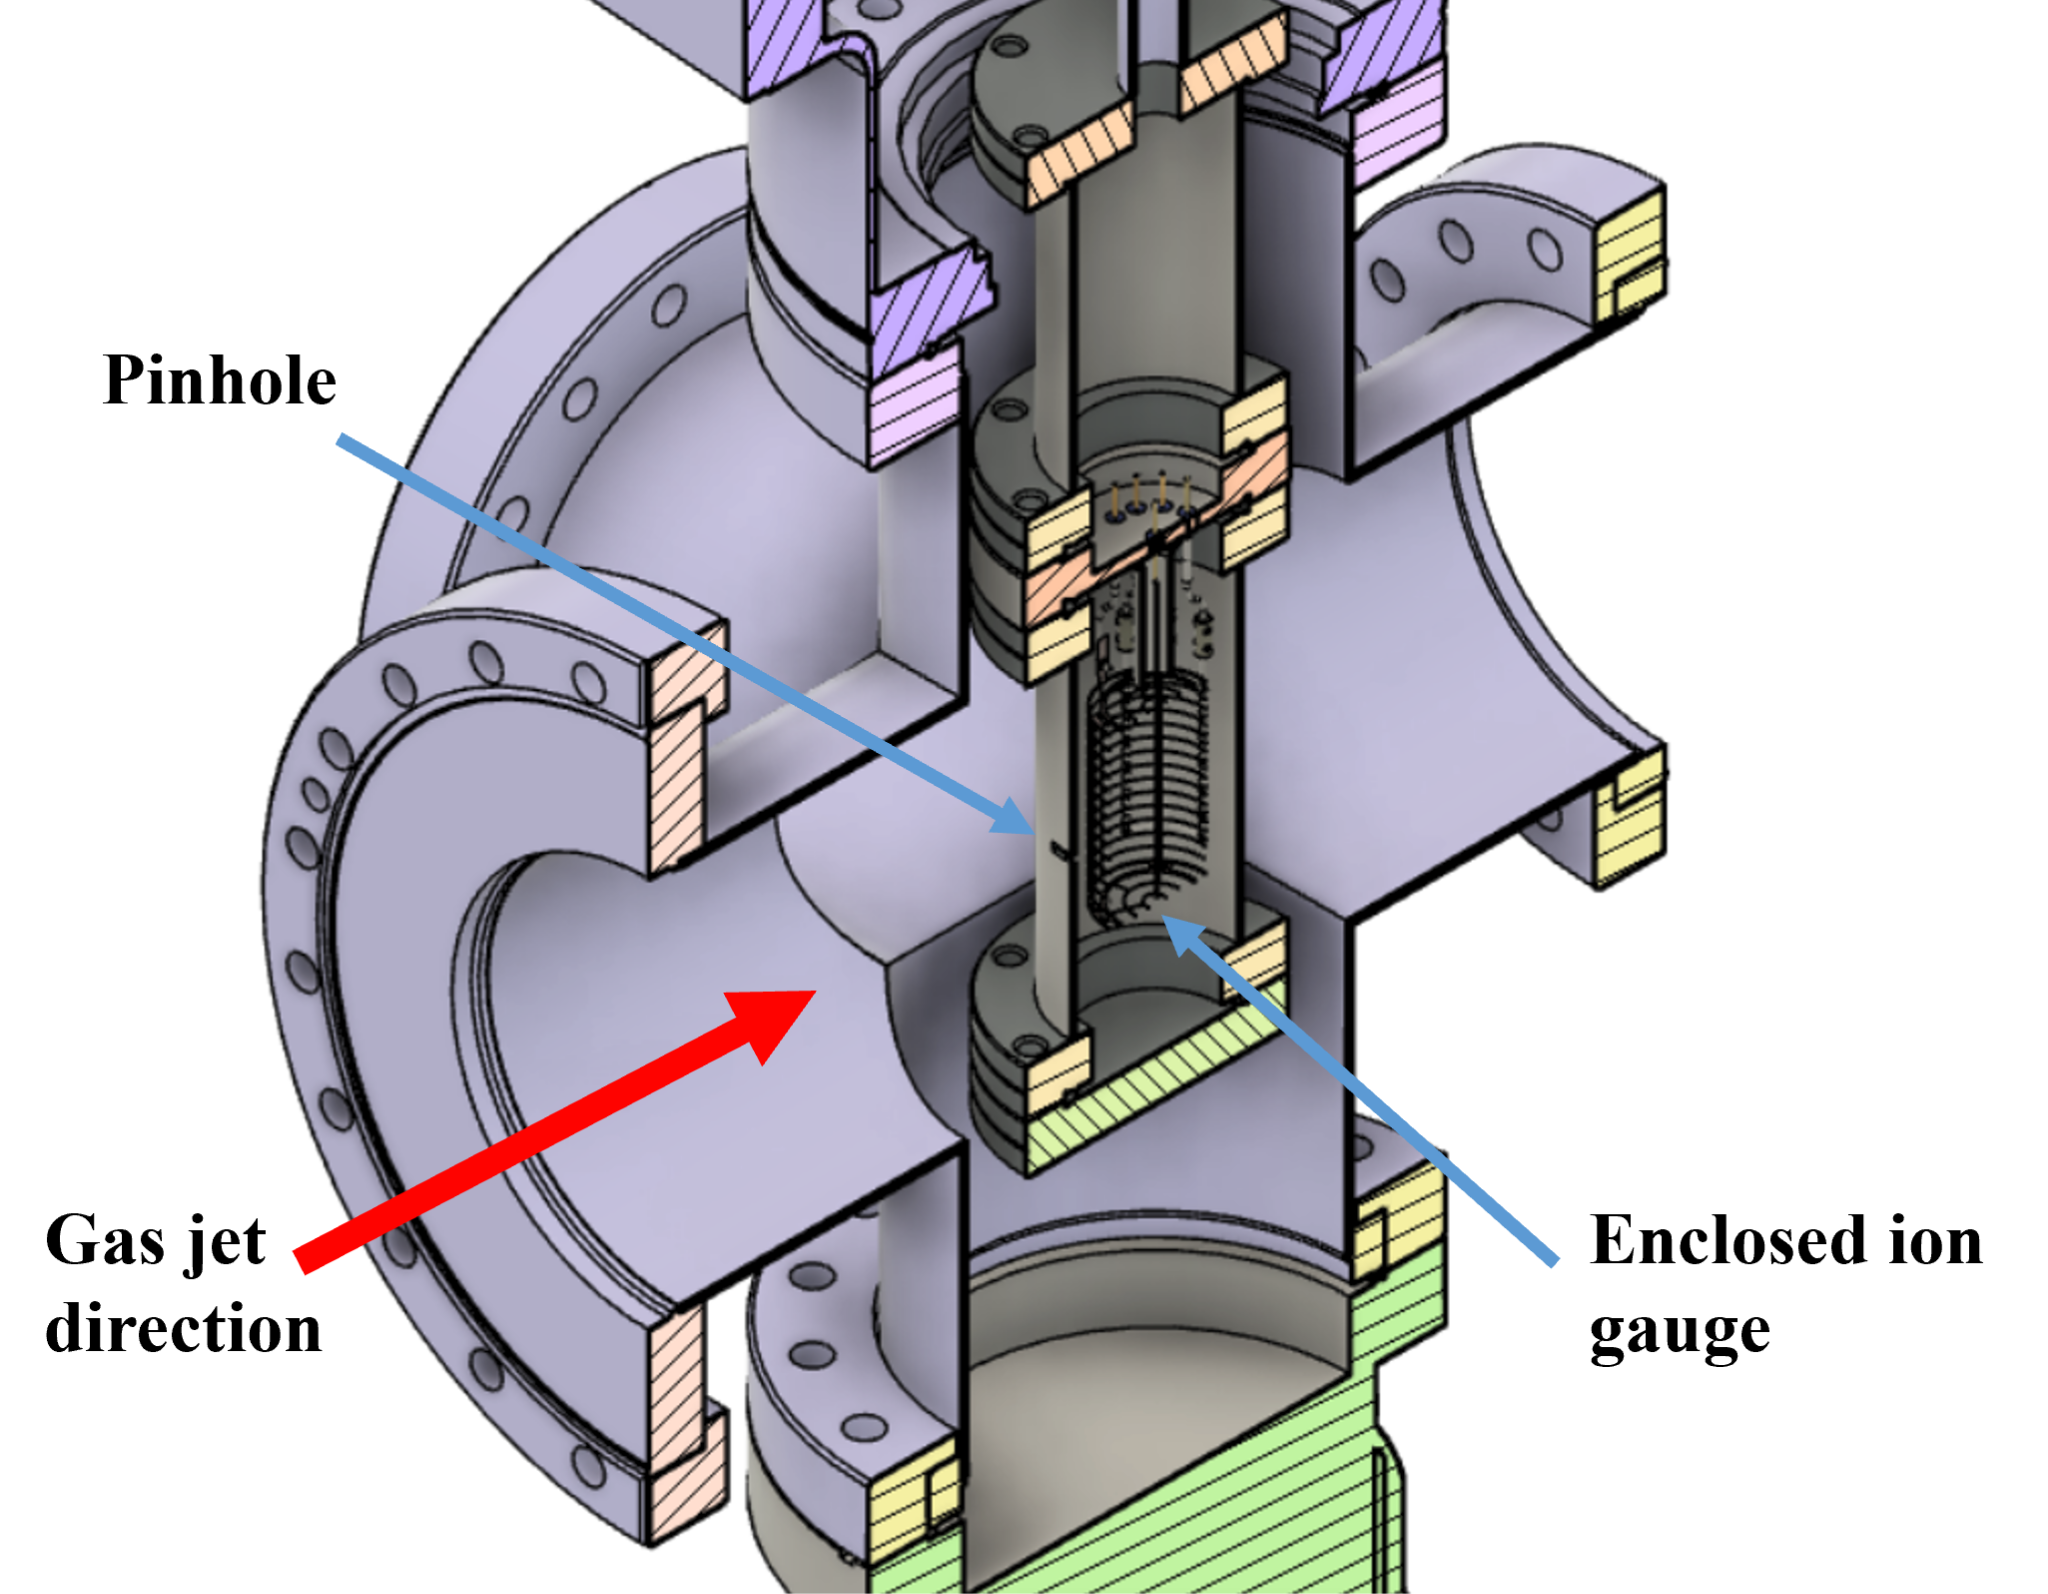 Pinhole
Gas jet
direction
Enclosed ion
gauge